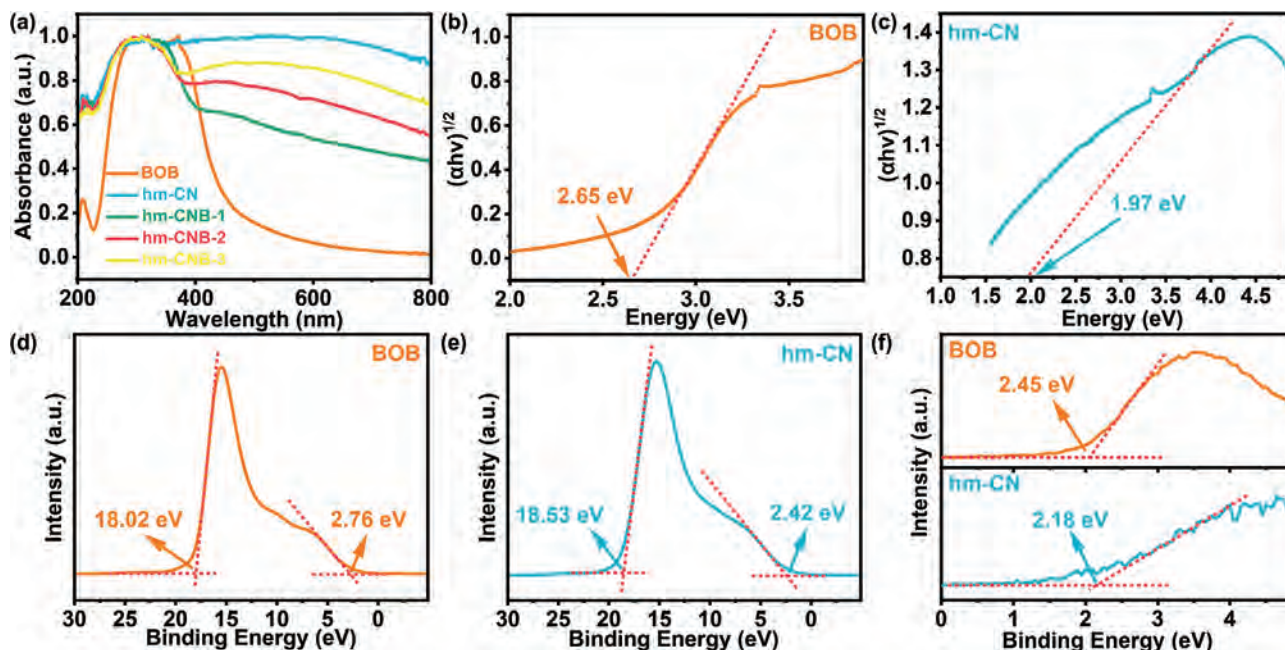 (a)
Absorbance (a.u.)
1.0
0.8
0.6
0.4
0.2
0.0
BOB
hm-CN
hm-CNB-1
hm-CNB-2
hm-CNB-3
200 400 600 800
Wavelength (nm)
(b) BOB
(αhv)1/2
1.0
0.8
0.6
0.4
0.2
0.0
2.65 eV
2.0 2.5 3.0 3.5
Energy (eV)
(c) hm-CN
(αhv)1/2
1.4
1.3
1.2
1.1
1.0
0.9
0.8
1.97 eV
1.0 1.5 2.0 2.5 3.0 3.5 4.0 4.5
Energy (eV)
(d) BOB
Intensity (a.u.)
18.02 eV
2.76 eV
30 25 20 15 10 5 0
Binding Energy (eV)
(e) hm-CN
Intensity (a.u.)
18.53 eV
2.42 eV
30 25 20 15 10 5 0
Binding Energy (eV)
(f)
BOB
2.45 eV
hm-CN
2.18 eV
Intensity (a.u.)
0 1 2 3 4
Binding Energy (eV)